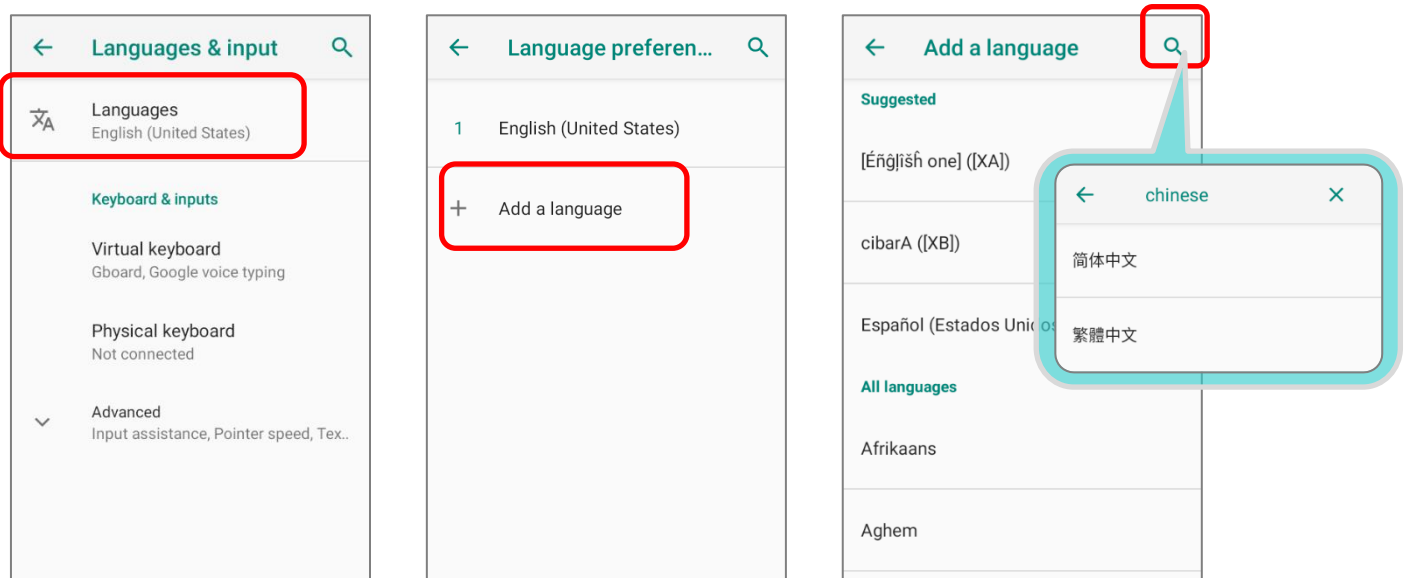 Languages & input
Languages
English (United States)
Keyboard & inputs
Virtual keyboard
Gboard, Google voice typing
Physical keyboard
Not connected
Advanced
Input assistance, Pointer speed, Tex..
Language preferen...
1 English (United States)
Add a language
Add a language
Suggested
[Éñĝļîšĥ one] ([XA])
cibarA ([XB])
Español (Estados Unidos
All languages
Afrikaans
Aghem
chinese
简体中文
繁體中文